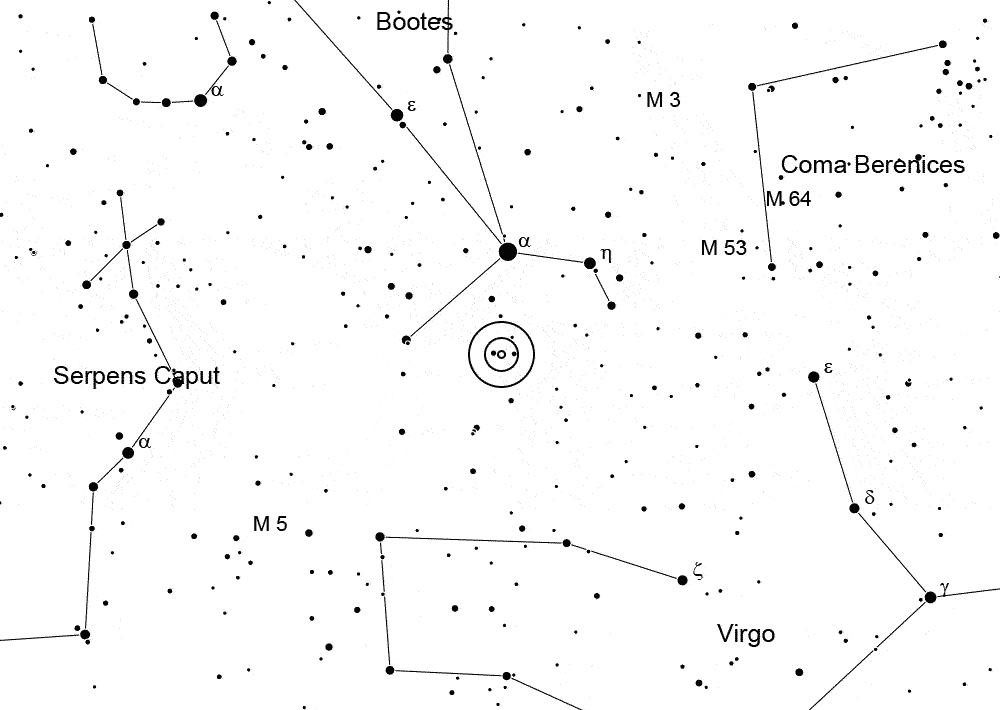 Bootes
α
ε
M 3
Coma Berenices
M 64
α
η
M 53
Serpens Caput
ε
α
δ
M 5
ζ
γ
Virgo